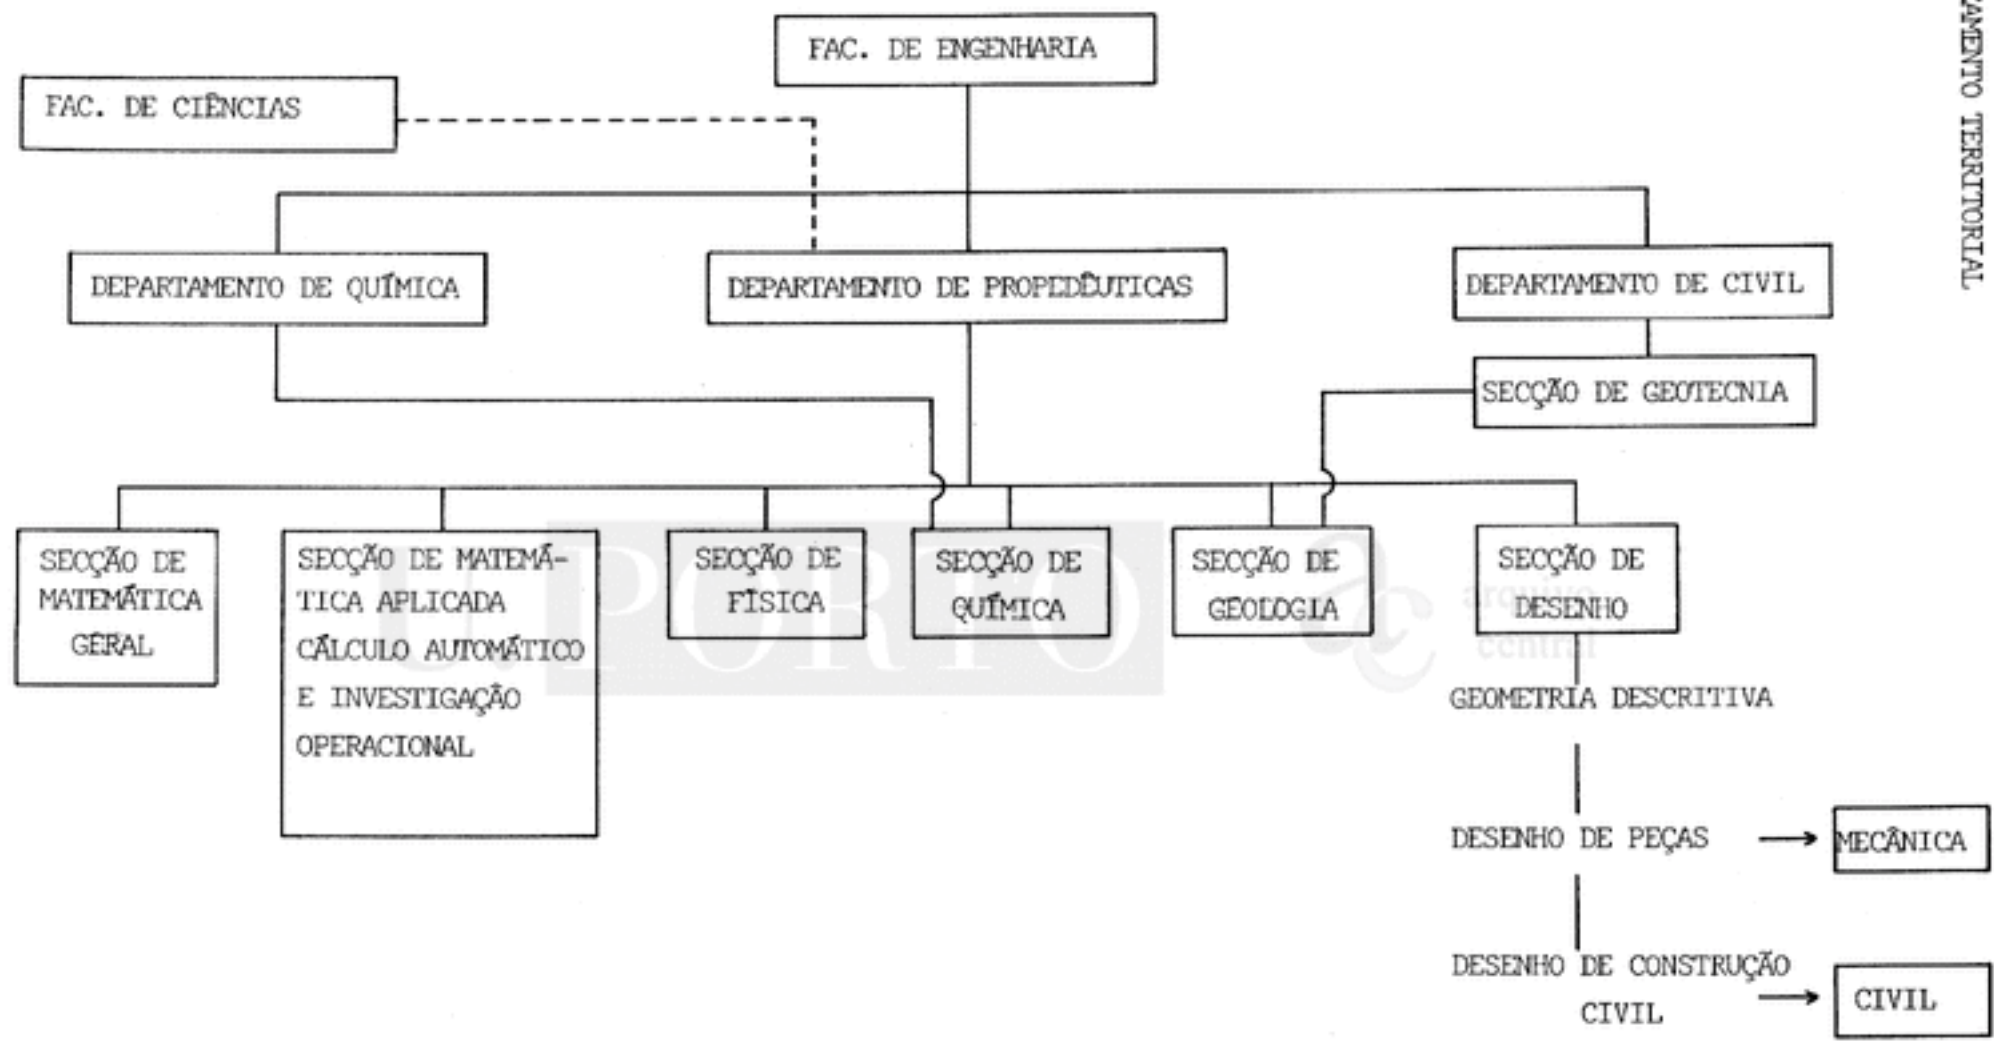 FAC. DE ENGENHARIA
FAC. DE CIÊNCIAS
TERRITORIAL
DEPARTAMENTO DE QUÍMICA
DEPARTAMENTO DE PROPEDÊUTICAS
DEPARTAMENTO DE CIVIL
SECÇÃO DE GEOTECNIA
SECÇÃO DE
MATEMÁTICA
GERAL
SECÇÃO DE MATEMÁ-
TICA APLICADA
CÁLCULO AUTOMÁTICO
E INVESTIGAÇÃO
OPERACIONAL
SECÇÃO DE
FÍSICA
SECÇÃO DE
QUÍMICA
SECÇÃO DE
GEOLOGIA
SECÇÃO DE
DESENHO
U. PORTO
ac
arquivo
central
GEOMETRIA DESCRITIVA
DESENHO DE PEÇAS
MECÂNICA
DESENHO DE CONSTRUÇÃO
CIVIL
CIVIL